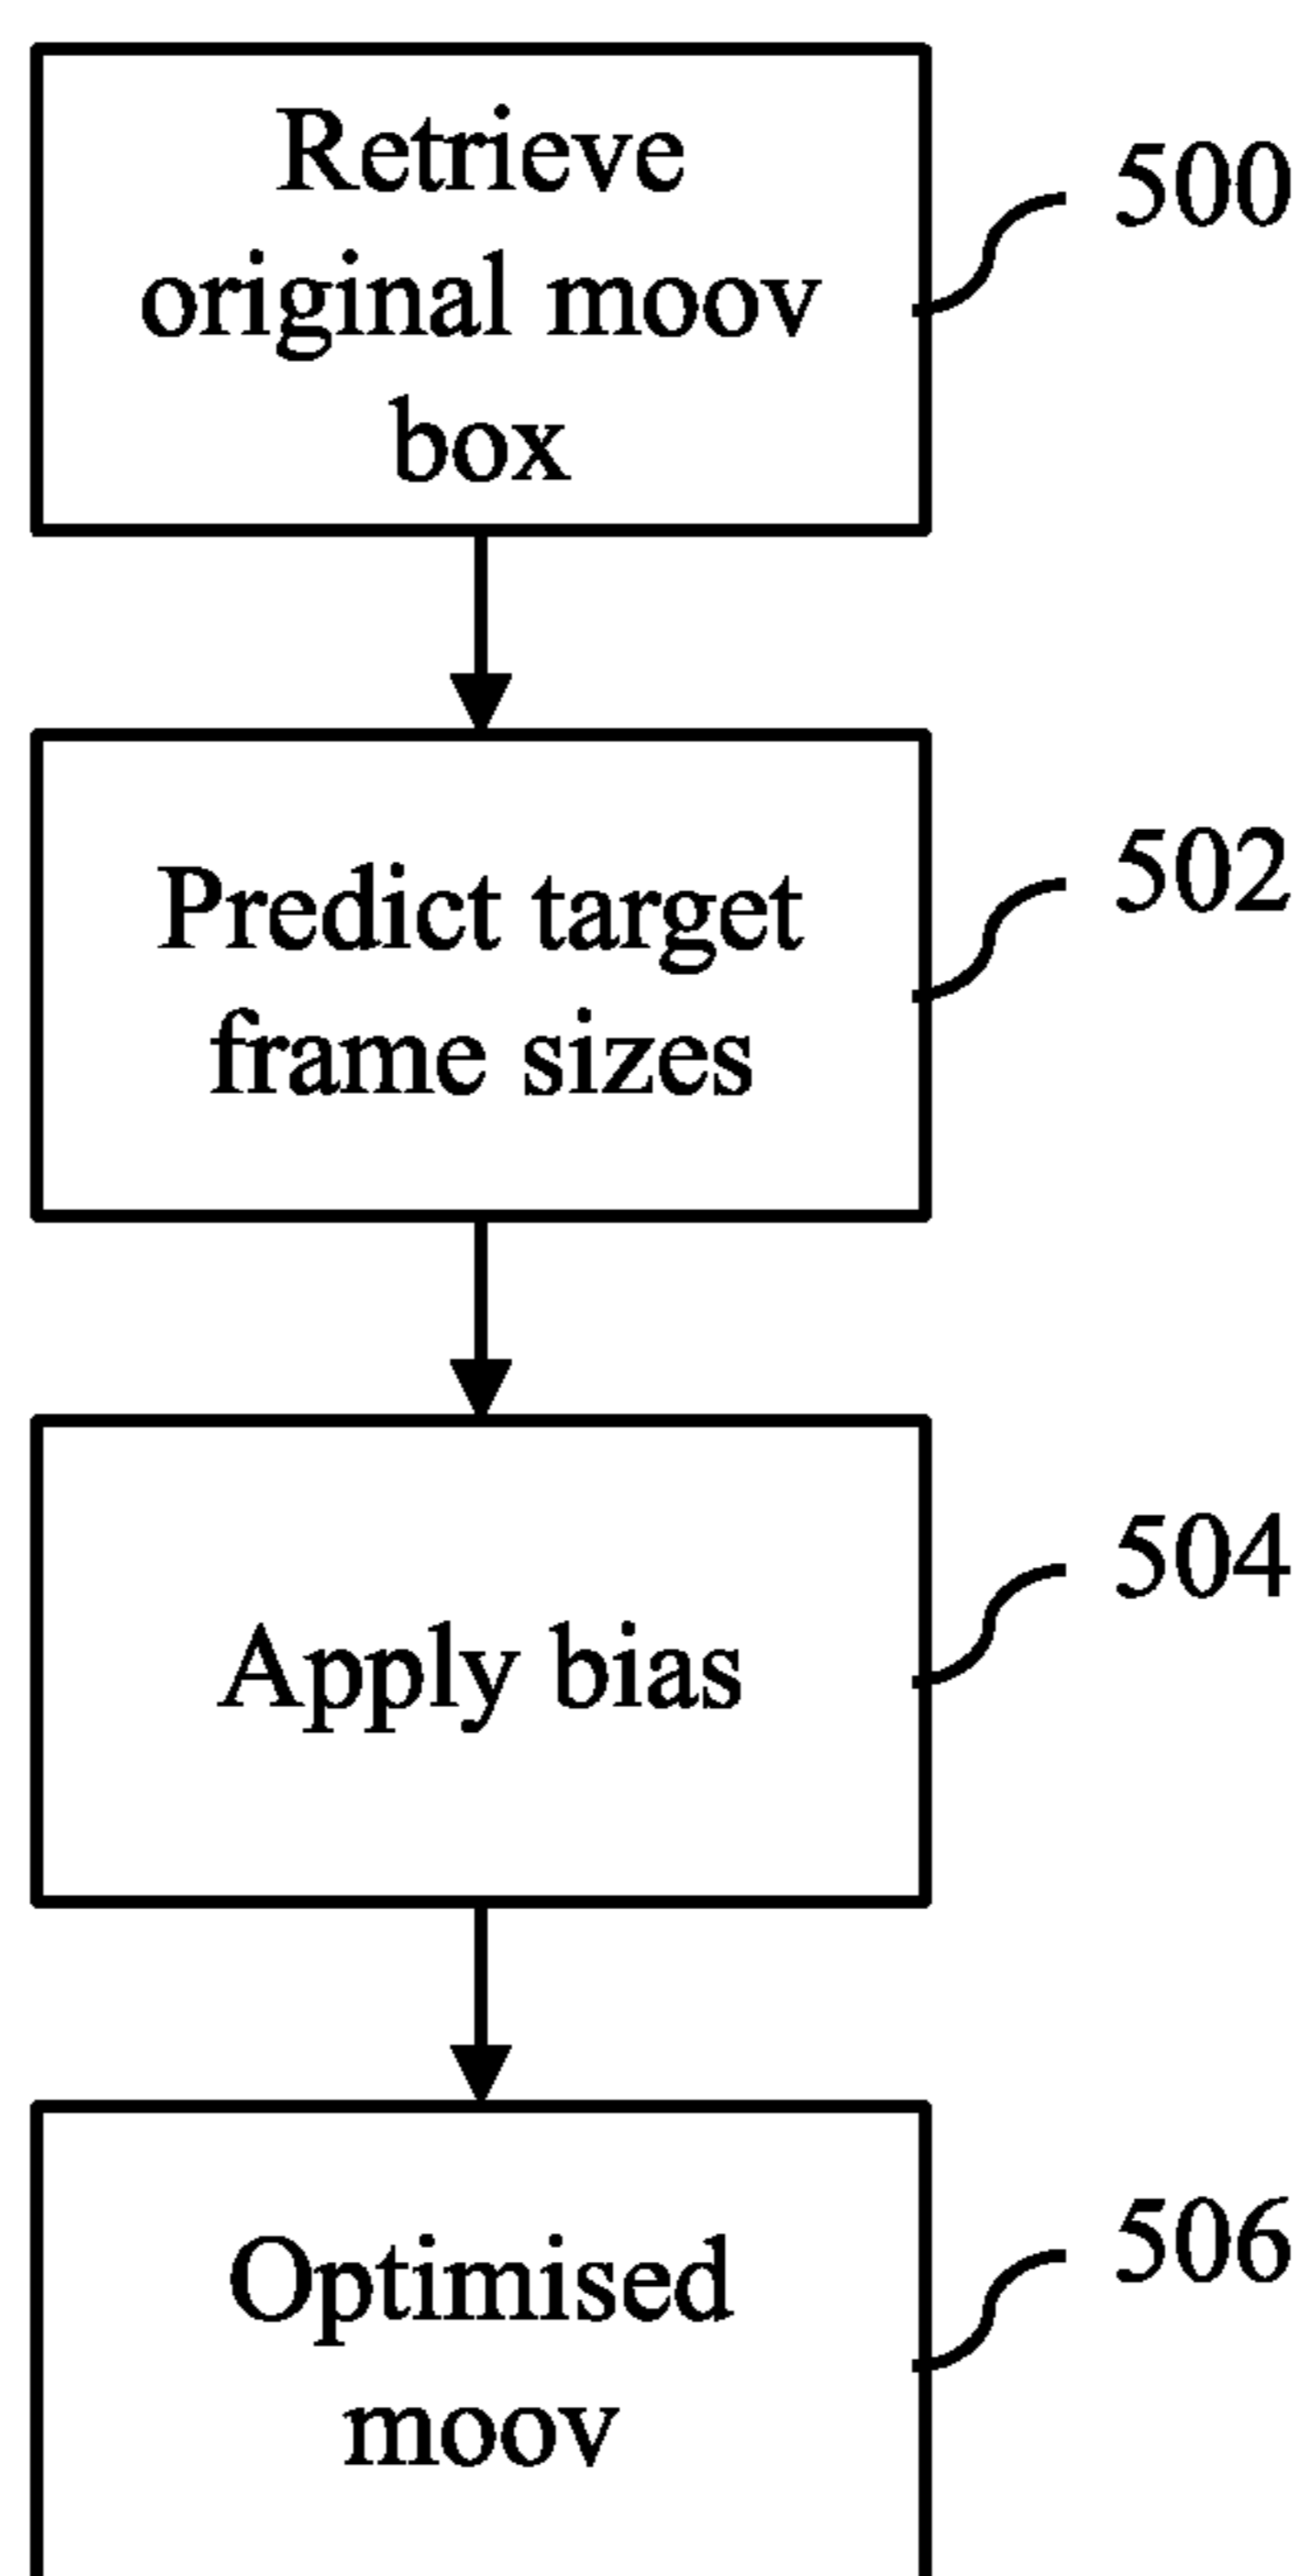 Retrieve
original moov
box
500
Predict target
frame sizes
502
Apply bias
504
Optimised
moov
506